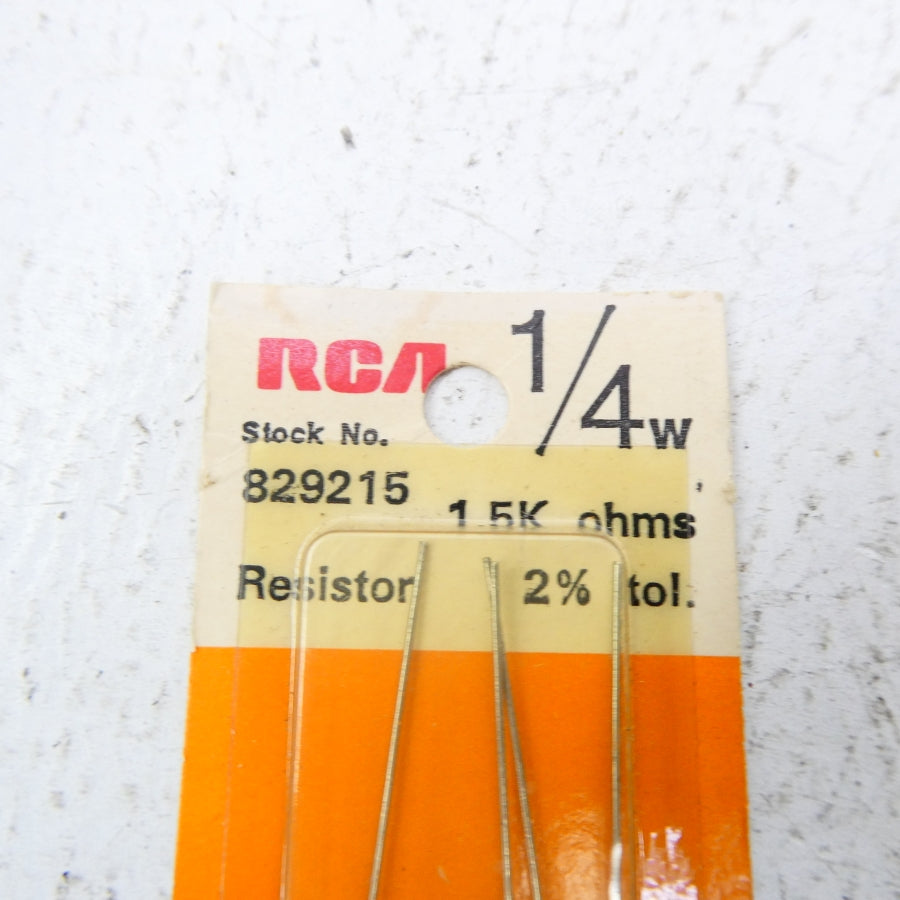 RCA
1/4w
Stock No.
829215
1.5K ohms
Resistor 2% tol.